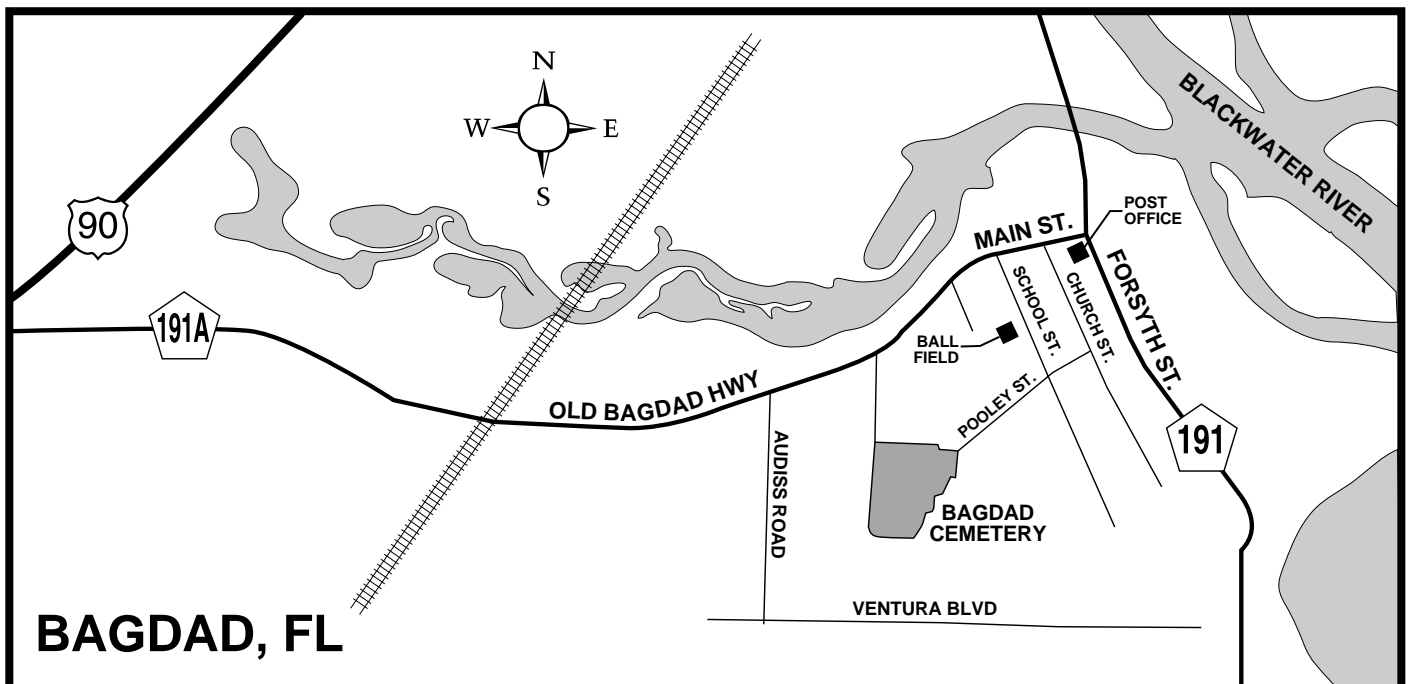 N
W
E
S
BLACKWATER RIVER
90
POST
OFFICE
MAIN ST.
FORSYTH ST.
SCHOOL ST.
CHURCH ST.
191A
BALL
FIELD
OLD BAGDAD HWY
POOLEY ST.
AUDISS ROAD
191
BAGDAD
CEMETERY
VENTURA BLVD
BAGDAD, FL